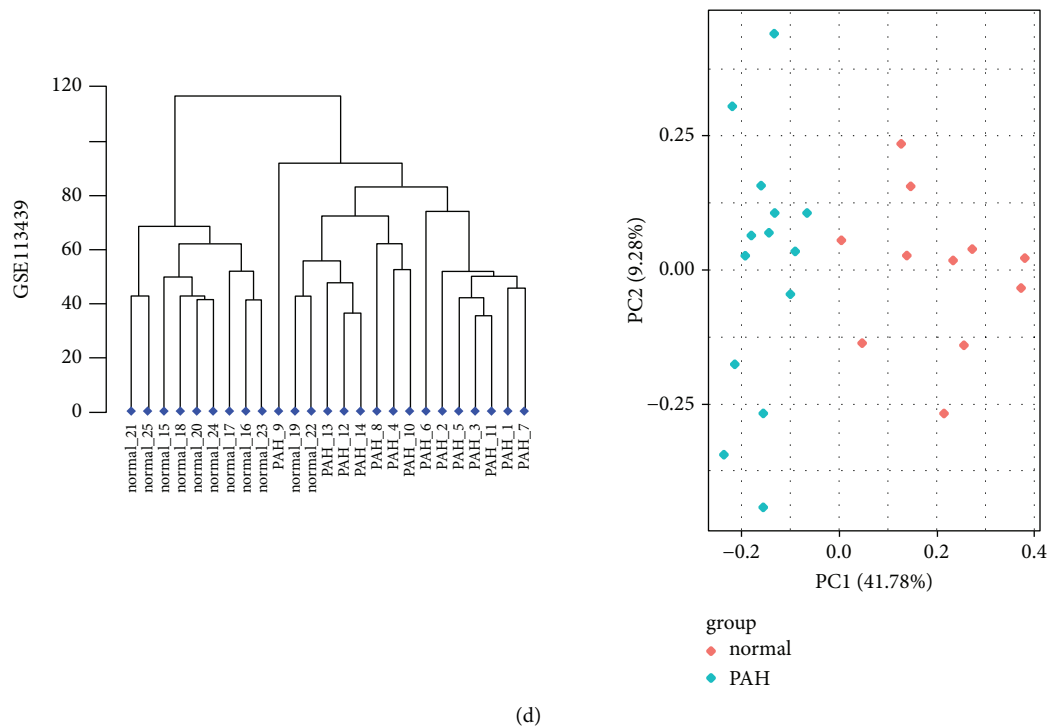 GSE113439
120
80
60
40
20
0
normal_21
normal_25
normal_15
normal_18
normal_20
normal_24
normal_17
normal_16
normal_23
PAH_9
normal_19
normal_22
PAH_13
PAH_12
PAH_14
PAH_8
PAH_4
PAH_10
PAH_6
PAH_2
PAH_5
PAH_3
PAH_11
PAH_1
PAH_7
PC2 (9.28%)
0.25
0.00
−0.25
−0.2 0.0 0.2 0.4
PC1 (41.78%)
group
normal
PAH
(d)